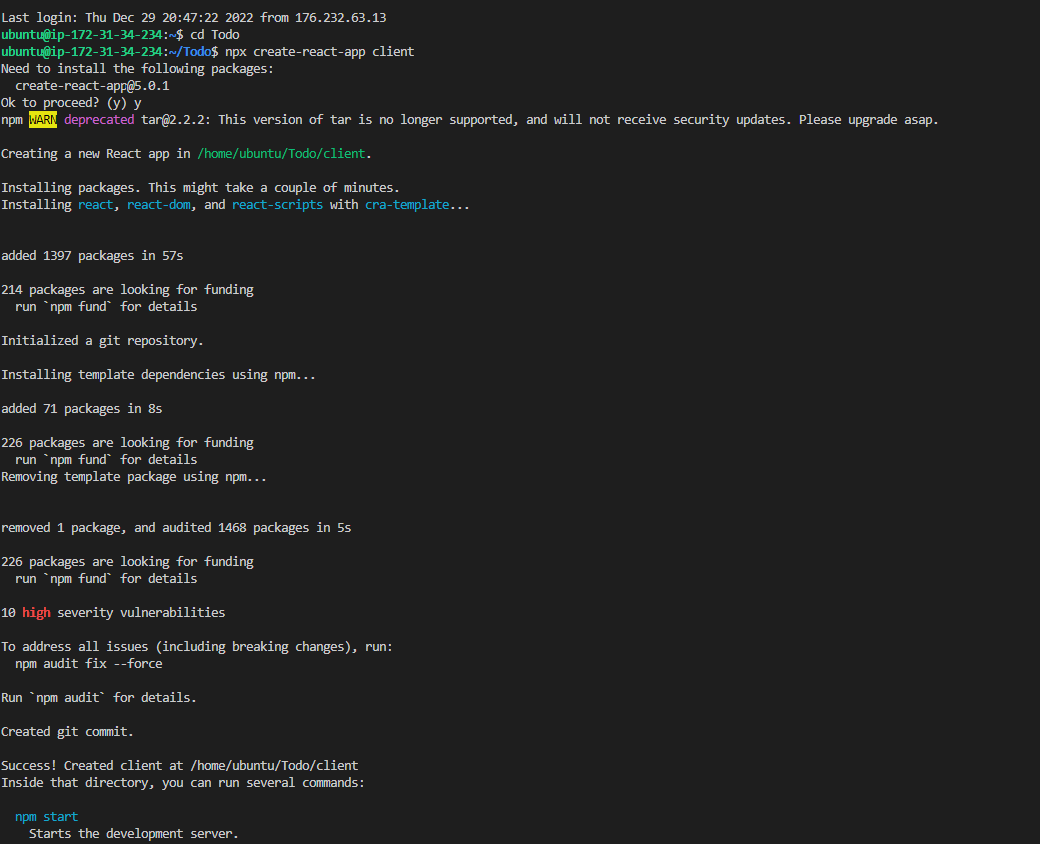 Last login: Thu Dec 29 20:47:22 2022 from 176.232.63.13
ubuntu@ip-172-31-34-234:~$ cd Todo
ubuntu@ip-172-31-34-234:~/Todo$ npx create-react-app client
Need to install the following packages:
  create-react-app@5.0.1
Ok to proceed? (y) y
npm WARN deprecated tar@2.2.2: This version of tar is no longer supported, and will not receive security updates. Please upgrade asap.
Creating a new React app in /home/ubuntu/Todo/client.
Installing packages. This might take a couple of minutes.
Installing react, react-dom, and react-scripts with cra-template...
added 1397 packages in 57s
214 packages are looking for funding
  run `npm fund` for details
Initialized a git repository.
Installing template dependencies using npm...
added 71 packages in 8s
226 packages are looking for funding
  run `npm fund` for details
Removing template package using npm...
removed 1 package, and audited 1468 packages in 5s
226 packages are looking for funding
  run `npm fund` for details
10 high severity vulnerabilities
To address all issues (including breaking changes), run:
  npm audit fix --force
Run `npm audit` for details.
Created git commit.
Success! Created client at /home/ubuntu/Todo/client
Inside that directory, you can run several commands:
  npm start
    Starts the development server.